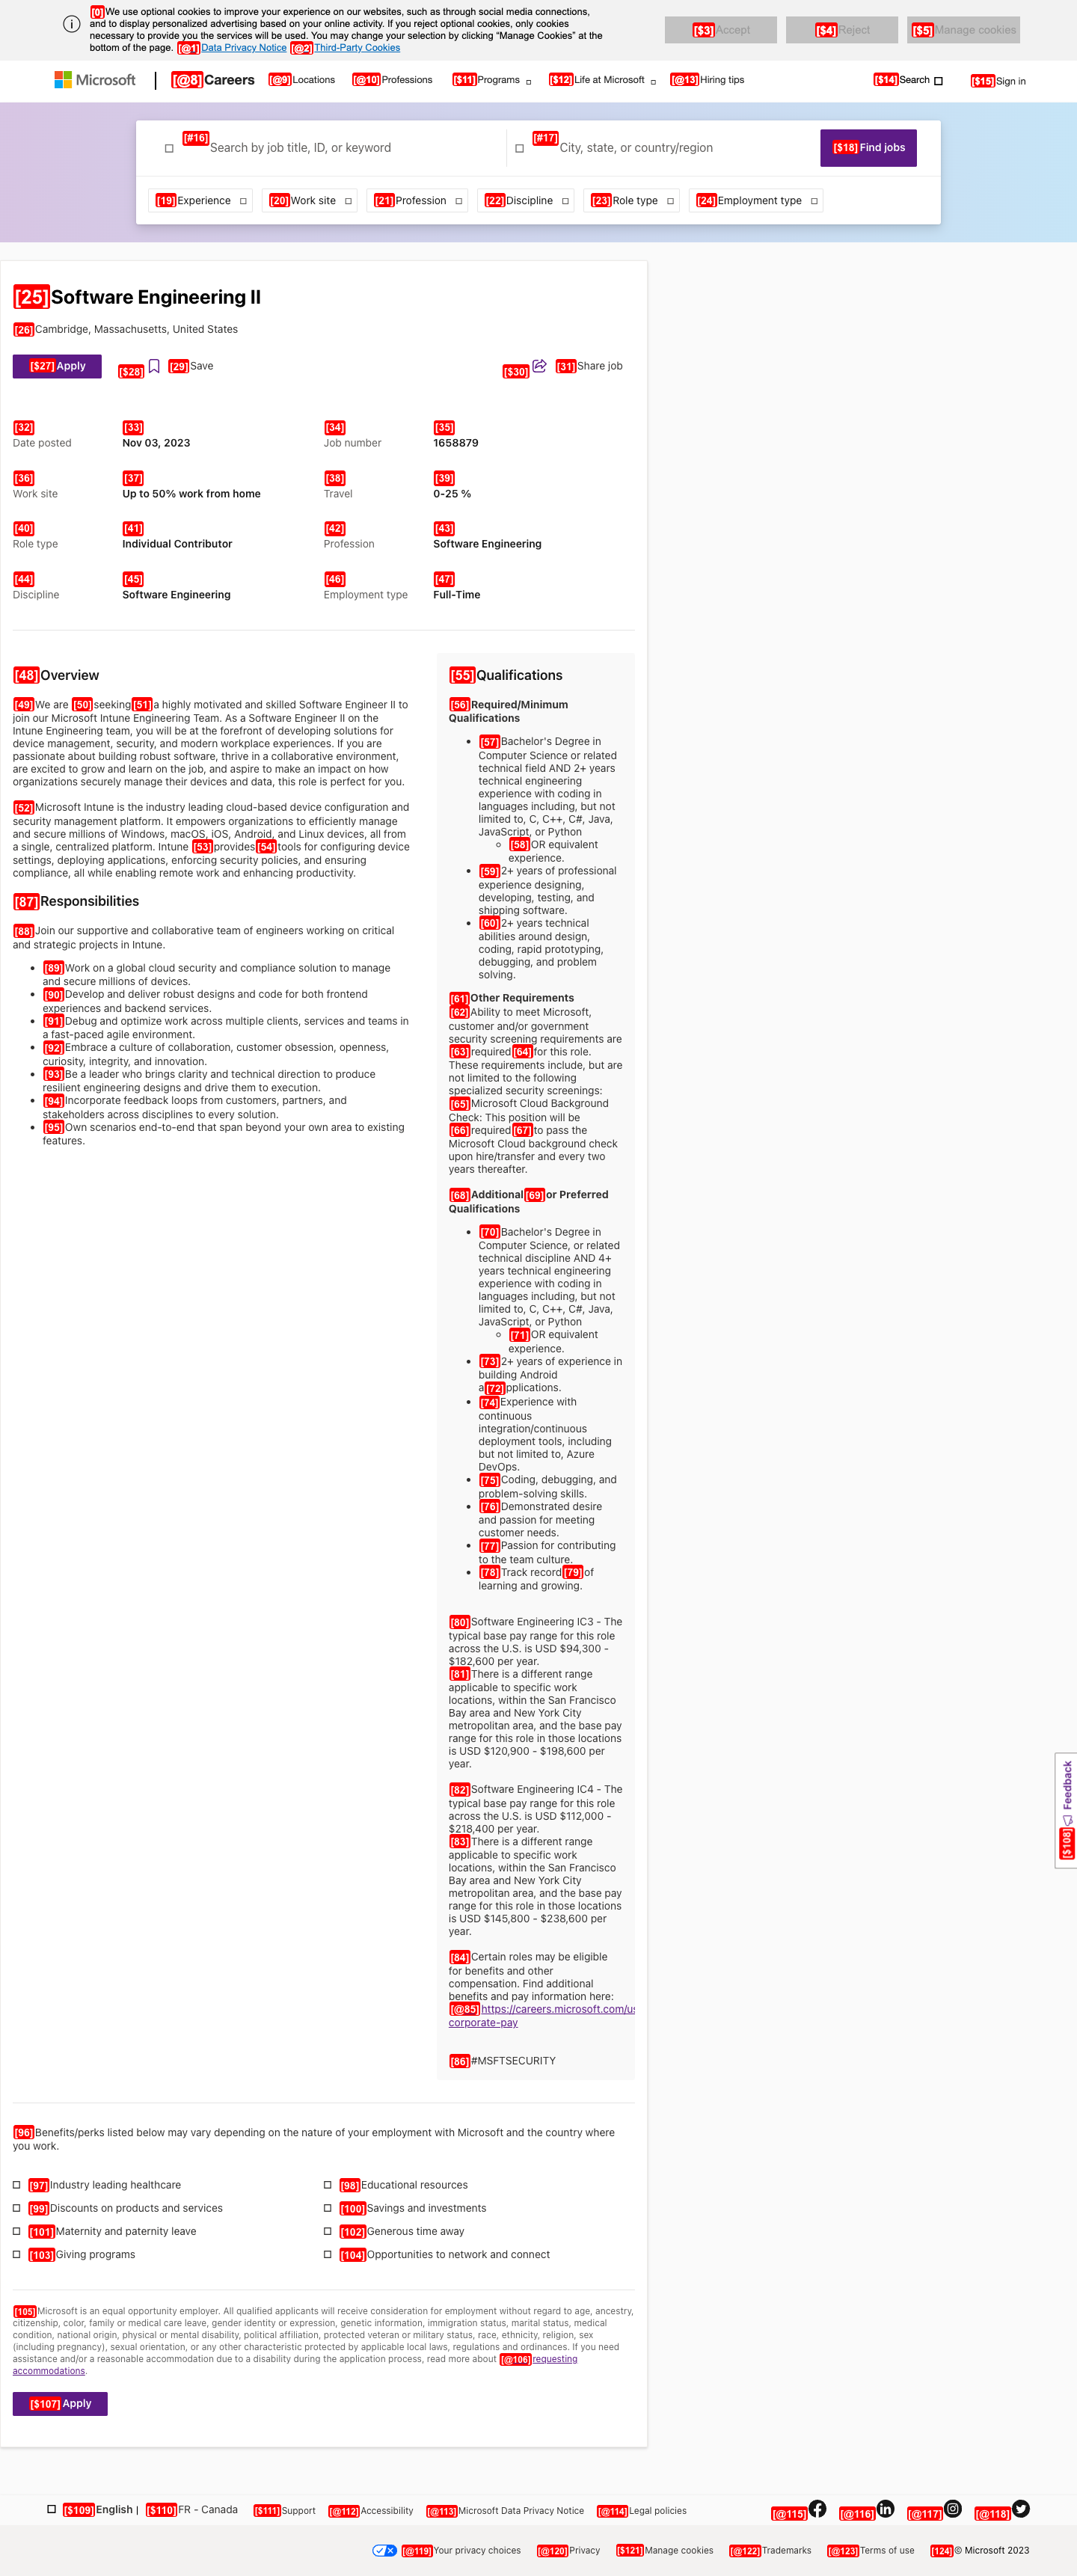 [0]We use optional cookies to improve your experience on our websites, such as through social media connections,
and to display personalized advertising based on your online activity. If you reject optional cookies, only cookies
necessary to provide you the services will be used. You may change your selection by clicking “Manage Cookies” at the
bottom of the page. [@1]Data Privacy Notice [@2]Third-Party Cookies
[$3]Accept [$4]Reject [$5]Manage cookies
Microsoft | [@8]Careers [@9]Locations [@10]Professions [$11]Programs [$12]Life at Microsoft [@13]Hiring tips [$14]Search [$15]Sign in
[#16]Search by job title, ID, or keyword [#17]City, state, or country/region [$18]Find jobs
[19]Experience [20]Work site [21]Profession [22]Discipline [23]Role type [24]Employment type
[25]Software Engineering II
[26]Cambridge, Massachusetts, United States
[$27]Apply [$28] [29]Save [$30] [31]Share job
[32] [33] [34] [35]
Date posted Nov 03, 2023 Job number 1658879
[36] [37] [38] [39]
Work site Up to 50% work from home Travel 0-25 %
[40] [41] [42] [43]
Role type Individual Contributor Profession Software Engineering
[44] [45] [46] [47]
Discipline Software Engineering Employment type Full-Time
[48]Overview
[49]We are [50]seeking[51]a highly motivated and skilled Software Engineer II to
join our Microsoft Intune Engineering Team. As a Software Engineer II on the
Intune Engineering team, you will be at the forefront of developing solutions for
device management, security, and modern workplace experiences. If you are
passionate about building robust software, thrive in a collaborative environment,
are excited to grow and learn on the job, and aspire to make an impact on how
organizations securely manage their devices and data, this role is perfect for you.
[52]Microsoft Intune is the industry leading cloud-based device configuration and
security management platform. It empowers organizations to efficiently manage
and secure millions of Windows, macOS, iOS, Android, and Linux devices, all from
a single, centralized platform. Intune [53]provides[54]tools for configuring device
settings, deploying applications, enforcing security policies, and ensuring
compliance, all while enabling remote work and enhancing productivity.
[87]Responsibilities
[88]Join our supportive and collaborative team of engineers working on critical
and strategic projects in Intune.
• [89]Work on a global cloud security and compliance solution to manage
and secure millions of devices.
• [90]Develop and deliver robust designs and code for both frontend
experiences and backend services.
• [91]Debug and optimize work across multiple clients, services and teams in
a fast-paced agile environment.
• [92]Embrace a culture of collaboration, customer obsession, openness,
curiosity, integrity, and innovation.
• [93]Be a leader who brings clarity and technical direction to produce
resilient engineering designs and drive them to execution.
• [94]Incorporate feedback loops from customers, partners, and
stakeholders across disciplines to every solution.
• [95]Own scenarios end-to-end that span beyond your own area to existing
features.
[55]Qualifications
[56]Required/Minimum
Qualifications
• [57]Bachelor's Degree in
Computer Science or related
technical field AND 2+ years
technical engineering
experience with coding in
languages including, but not
limited to, C, C++, C#, Java,
JavaScript, or Python
◦ [58]OR equivalent
experience.
• [59]2+ years of professional
experience designing,
developing, testing, and
shipping software.
• [60]2+ years technical
abilities around design,
coding, rapid prototyping,
debugging, and problem
solving.
[61]Other Requirements
[62]Ability to meet Microsoft,
customer and/or government
security screening requirements are
[63]required[64]for this role.
These requirements include, but are
not limited to the following
specialized security screenings:
[65]Microsoft Cloud Background
Check: This position will be
[66]required[67]to pass the
Microsoft Cloud background check
upon hire/transfer and every two
years thereafter.
[68]Additional[69]or Preferred
Qualifications
• [70]Bachelor's Degree in
Computer Science, or related
technical discipline AND 4+
years technical engineering
experience with coding in
languages including, but not
limited to, C, C++, C#, Java,
JavaScript, or Python
◦ [71]OR equivalent
experience.
• [73]2+ years of experience in
building Android
a[72]pplications.
• [74]Experience with
continuous
integration/continuous
deployment tools, including
but not limited to, Azure
DevOps.
• [75]Coding, debugging, and
problem-solving skills.
• [76]Demonstrated desire
and passion for meeting
customer needs.
• [77]Passion for contributing
to the team culture.
• [78]Track record[79]of
learning and growing.
[80]Software Engineering IC3 - The
typical base pay range for this role
across the U.S. is USD $94,300 -
$182,600 per year.
[81]There is a different range
applicable to specific work
locations, within the San Francisco
Bay area and New York City
metropolitan area, and the base pay
range for this role in those locations
is USD $120,900 - $198,600 per
year.
[82]Software Engineering IC4 - The
typical base pay range for this role
across the U.S. is USD $112,000 -
$218,400 per year.
[83]There is a different range
applicable to specific work
locations, within the San Francisco
Bay area and New York City
metropolitan area, and the base pay
range for this role in those locations
is USD $145,800 - $238,600 per
year.
[84]Certain roles may be eligible
for benefits and other
compensation. Find additional
benefits and pay information here:
[@85]https://careers.microsoft.com/us
corporate-pay
[86]#MSFTSECURITY
[$108] Feedback
[96]Benefits/perks listed below may vary depending on the nature of your employment with Microsoft and the country where
you work.
[97]Industry leading healthcare [98]Educational resources
[99]Discounts on products and services [100]Savings and investments
[101]Maternity and paternity leave [102]Generous time away
[103]Giving programs [104]Opportunities to network and connect
[105]Microsoft is an equal opportunity employer. All qualified applicants will receive consideration for employment without regard to age, ancestry,
citizenship, color, family or medical care leave, gender identity or expression, genetic information, immigration status, marital status, medical
condition, national origin, physical or mental disability, political affiliation, protected veteran or military status, race, ethnicity, religion, sex
(including pregnancy), sexual orientation, or any other characteristic protected by applicable local laws, regulations and ordinances. If you need
assistance and/or a reasonable accommodation due to a disability during the application process, read more about [@106]requesting
accommodations.
[$107]Apply
[$109]English | [$110]FR - Canada [$111]Support [@112]Accessibility [@113]Microsoft Data Privacy Notice [@114]Legal policies [@115] [@116] [@117] [@118]
[@119]Your privacy choices [@120]Privacy [$121]Manage cookies [@122]Trademarks [@123]Terms of use [124]© Microsoft 2023